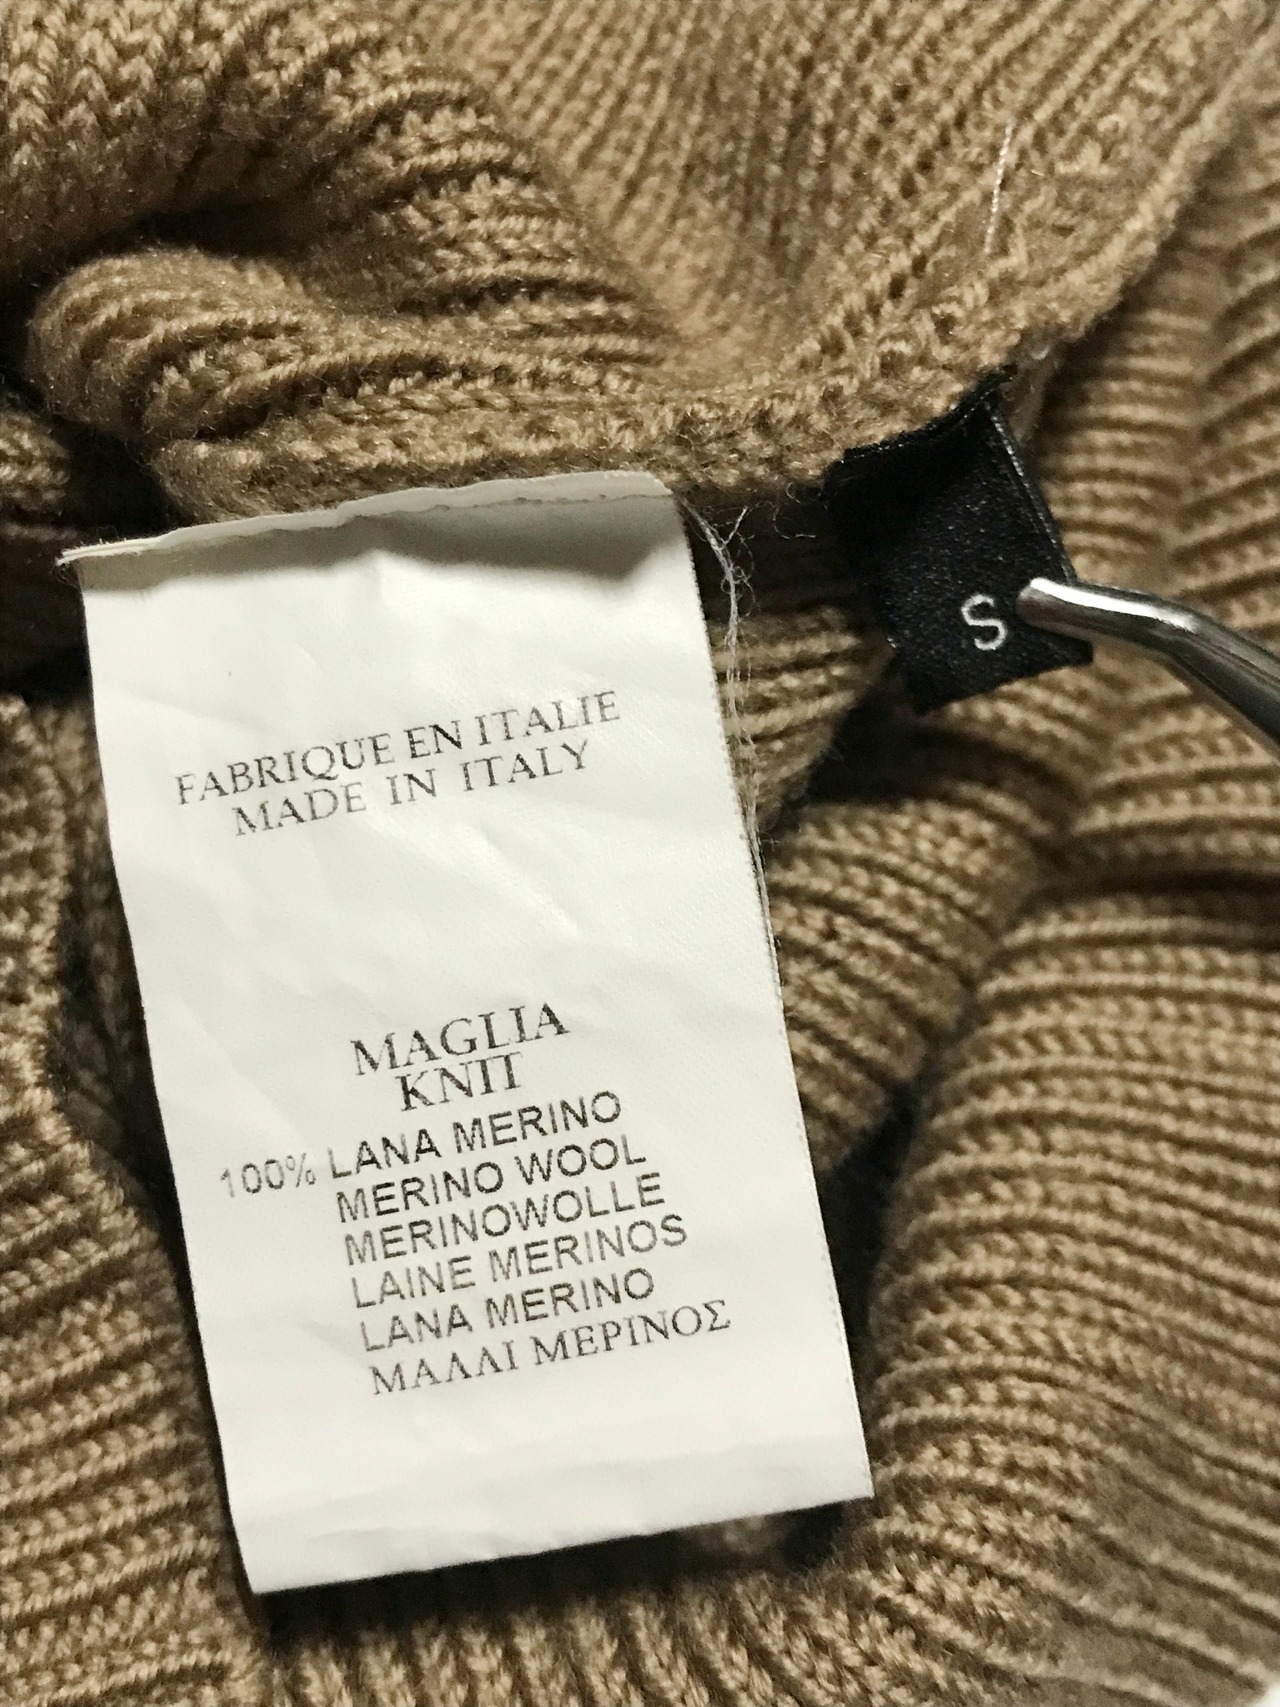 S
FABRIQUE EN ITALIE
MADE IN ITALY
MAGLIA
KNIT
100% LANA MERINO
MERINO WOOL
MERINOWOLLE
LAINE MERINOS
LANA MERINO
ΜΑΛΛΙ ΜΕΡΙΝΟΣ